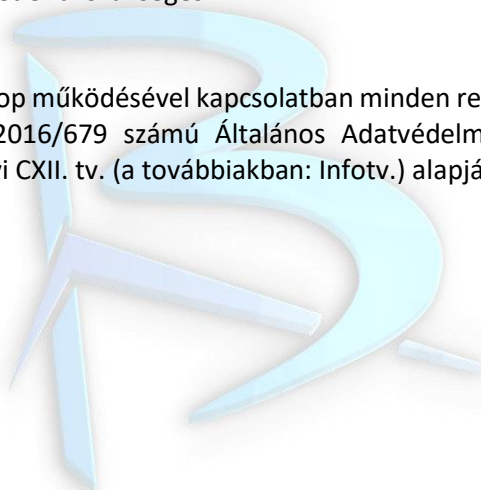 op működésével kapcsolatban minden re
2016/679 számú Általános Adatvédelm
i CXII. tv. (a továbbiakban: Infotv.) alapjá